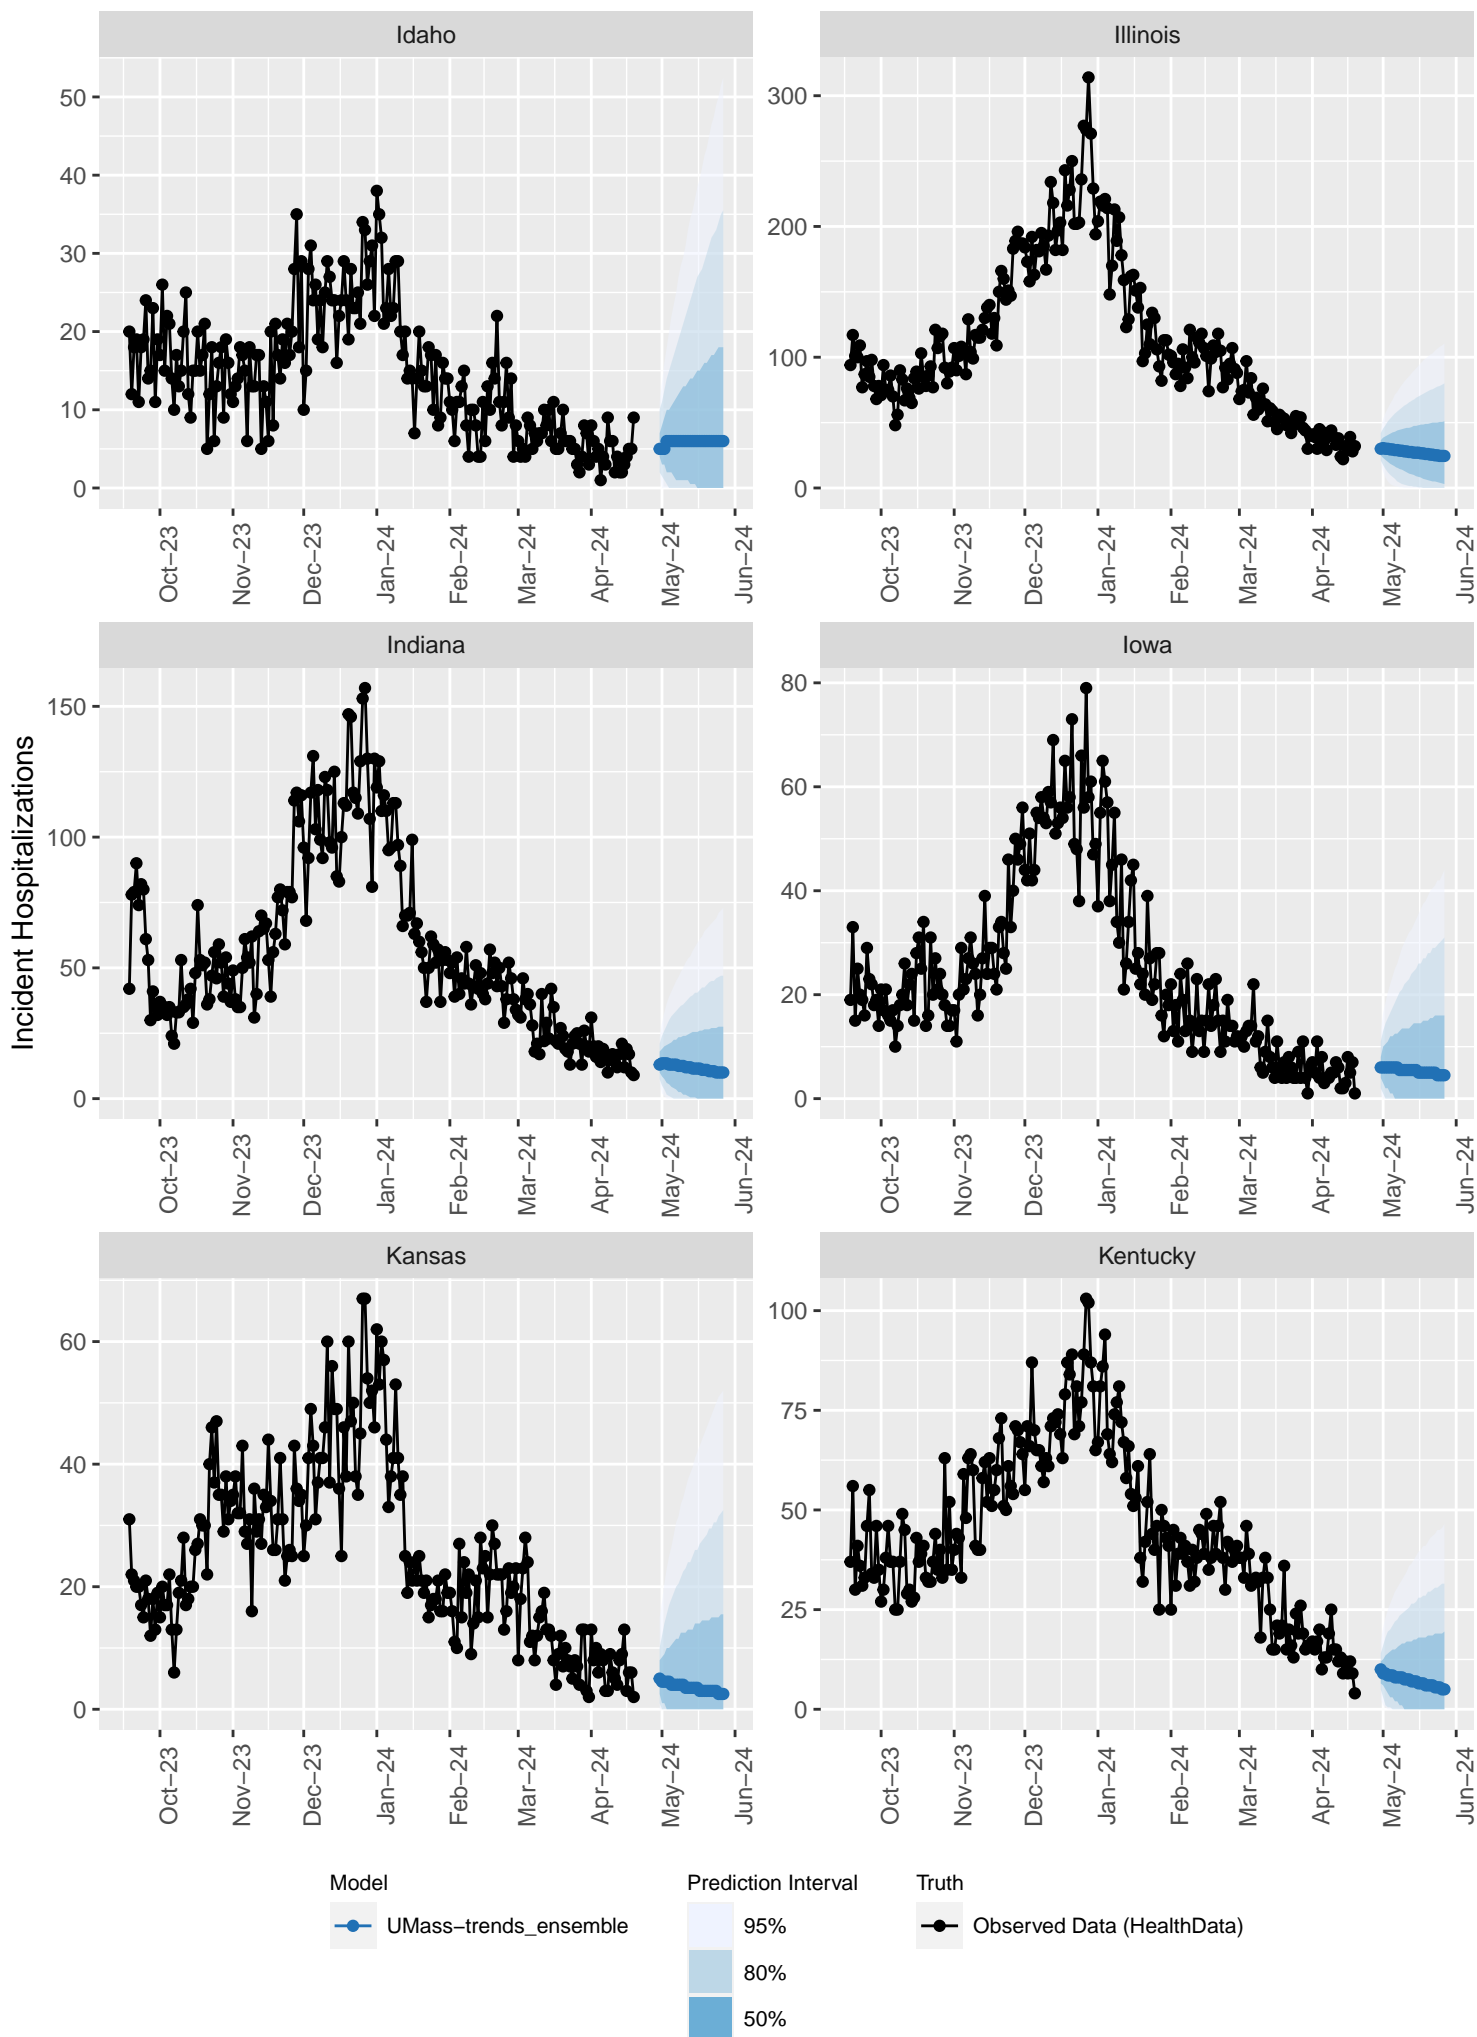 Idaho
Illinois
50
40
30
20
10
0
300
200
100
0
Oct−23
Nov−23
Dec−23
Jan−24
Feb−24
Mar−24
Apr−24
May−24
Jun−24
Oct−23
Nov−23
Dec−23
Jan−24
Feb−24
Mar−24
Apr−24
May−24
Jun−24
Incident Hospitalizations
Indiana
Iowa
150
100
50
0
80
60
40
20
0
Oct−23
Nov−23
Dec−23
Jan−24
Feb−24
Mar−24
Apr−24
May−24
Jun−24
Oct−23
Nov−23
Dec−23
Jan−24
Feb−24
Mar−24
Apr−24
May−24
Jun−24
Kansas
Kentucky
60
40
20
0
100
75
50
25
0
Oct−23
Nov−23
Dec−23
Jan−24
Feb−24
Mar−24
Apr−24
May−24
Jun−24
Oct−23
Nov−23
Dec−23
Jan−24
Feb−24
Mar−24
Apr−24
May−24
Jun−24
Model
UMass−trends_ensemble
Prediction Interval
95%
80%
50%
Truth
Observed Data (HealthData)